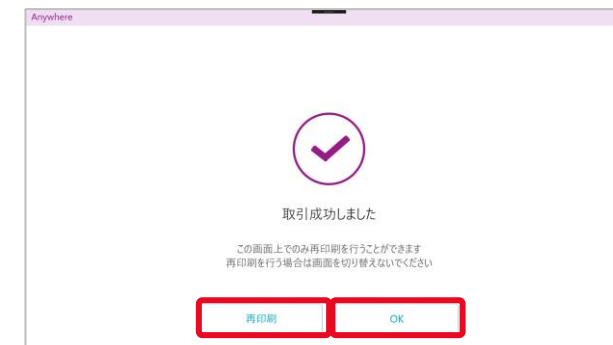 Anywhere
取引成功しました
この画面上でのみ再印刷を行うことができます
再印刷を行う場合は画面を切り替えないでください
再印刷
OK